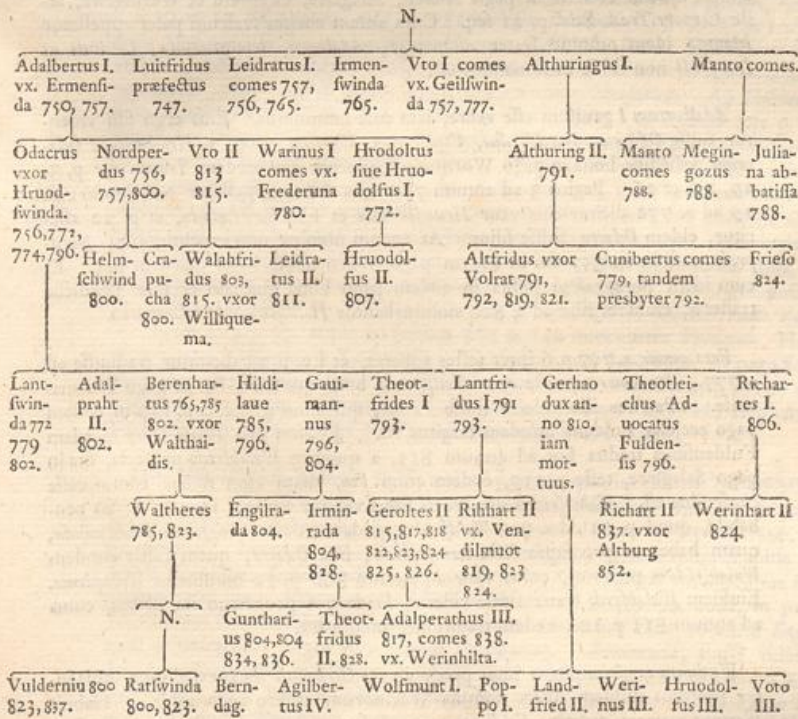 N.
Adalbertus I. Luitfridus Leidratus I. Irmen- Vto I comes Althuringus I. Manto comes.
vx. Ermenſi- præfectus comes 757, ſwinda vx. Geilſwin-
da 750, 757. 747. 756, 765. 765. da 757, 777.
Odacrus Nordper- Vto II Warinus I Hrodoltus Althuring II. Manto Megin- Julia-
vxor dus 756, 813 comes vx. ſiue Hruo- 791. comes gozus na ab-
Hruod- 757, 800. 815. Frederuna dolfus I. 788. 788. batiſſa
ſwinda. 780. 772. 788.
756, 772,
774, 796. Helm- Cra- Walahfri- Leidra- Hruodol- Altfridus vxor Cunibertus comes Frieſo
ſchwind pu- dus 803, tus II. fus II. Volrat 791, 779, tandem 824.
800. cha 815. vxor 811. 807. 792, 819, 821. presbyter 792.
800. Willique-
ma.
Lant- Adal- Berenhar- Hildi- Gaui- Theot- Lantfri- Gerhao Theotlei- Richar-
ſwin- praht tus 765, 785 laue man- frides I dus I 791 dux an- chus Ad- tes I.
da 772 II. 802. vxor 785, nus 793. 793. no 810, uocatus 806.
779 802. Walthai- 796. 796, iam Fulden-
802. dis. 804. mor- ſis 796.
tuus.
Waltheres Engilra- Irmin- Geroltes II Rihhart II Richart II Werinhart II
785, 823. da 804. rada 815, 817, 818 vx. Ven- 837. vxor 824.
804, 822, 823, 824 dilmuot Altburg
828. 825, 826. 819, 823 852.
824.
N. Gunthari- Theot- Adalperathus III.
us 804, 804 fridus 817, comes 838.
834, 836. II. 828. vx. Werinhilta.
Vulderniu 800 Ratſwinda Bern- Agilber- Wolfmunt I. Pop- Land- Weri- Hruodol- Voto
823, 837. 800, 823. dag. tus IV. po I. fried II. nus III. fus III. III.